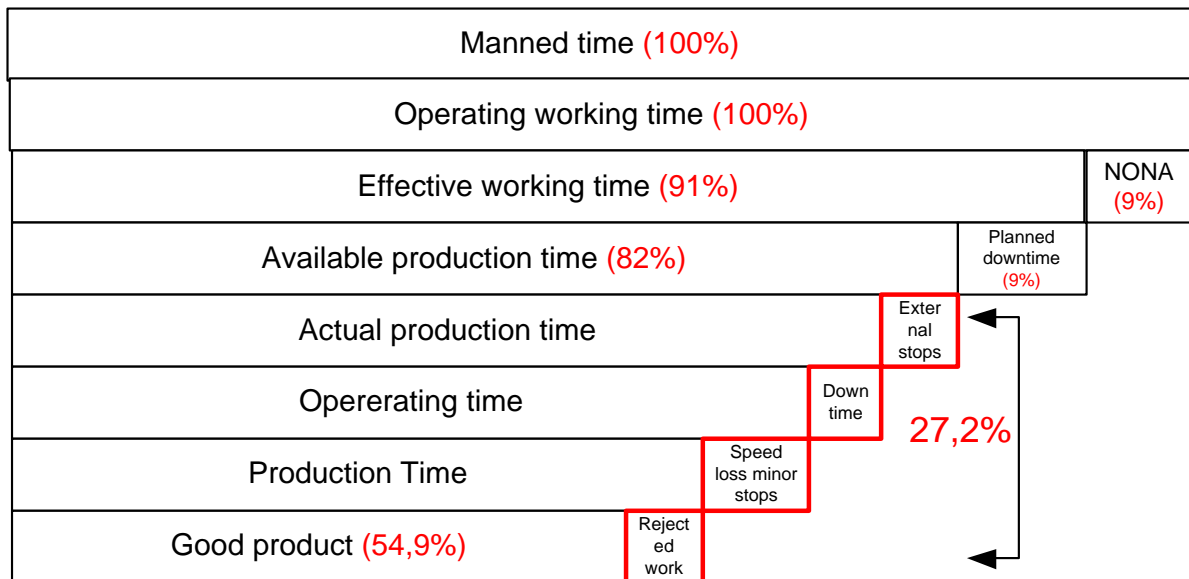 Manned time (100%)
Operating working time (100%)
Effective working time (91%)
NONA
(9%)
Available production time (82%)
Planned
downtime
(9%)
Actual production time
Exter
nal
stops
Opererating time
Down
time
27,2%
Production Time
Speed
loss minor
stops
Good product (54,9%)
Reject
ed
work